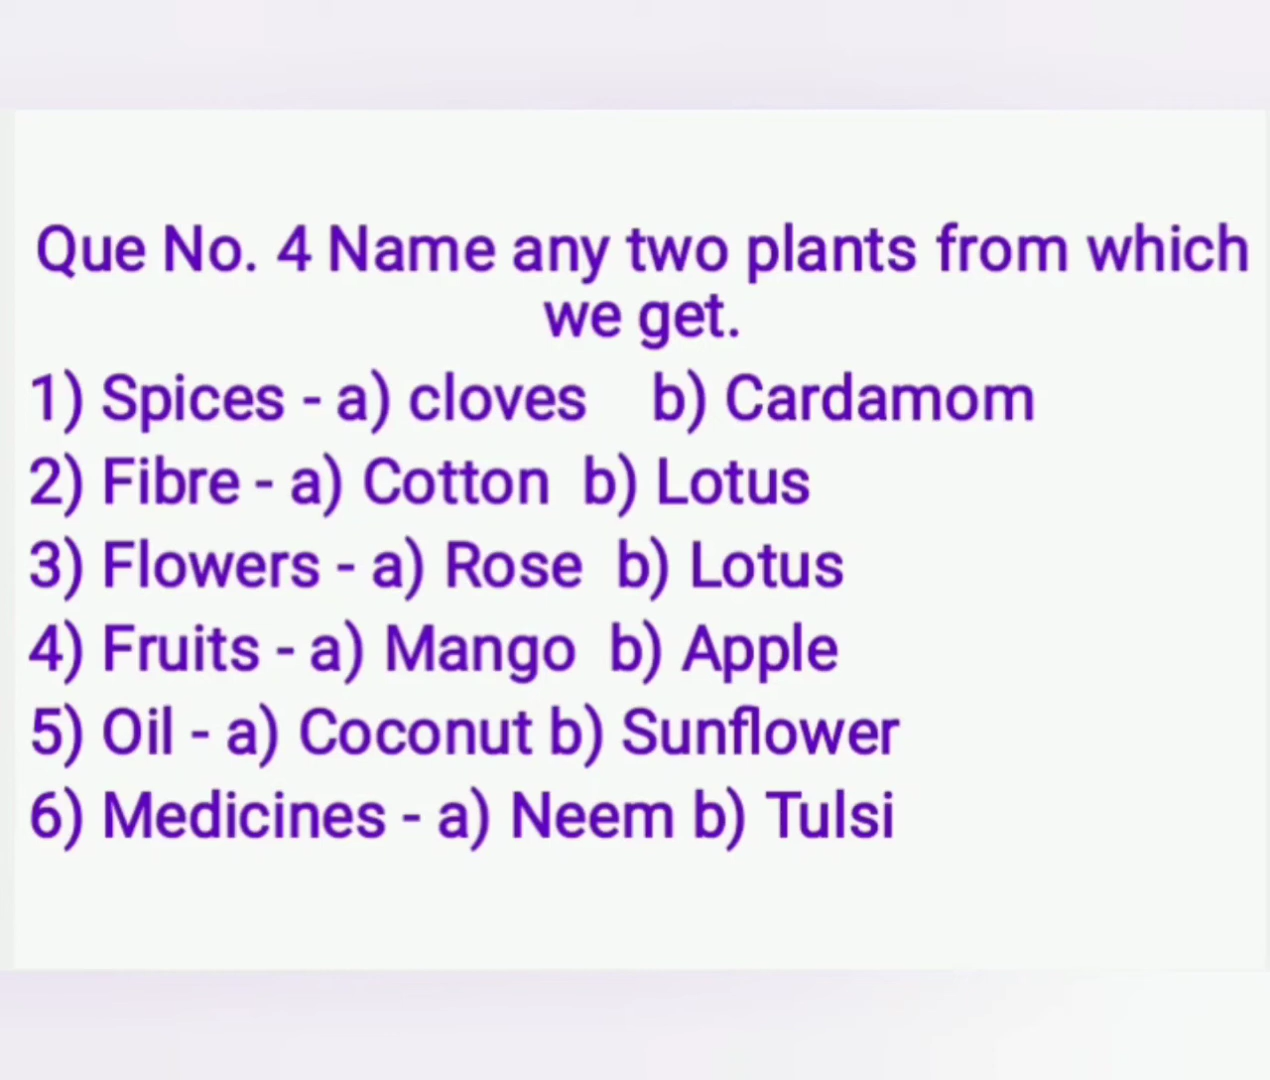 Que No. 4 Name any two plants from which
we get.
1) Spices - a) cloves b) Cardamom
2) Fibre - a) Cotton b) Lotus
3) Flowers - a) Rose b) Lotus
4) Fruits - a) Mango b) Apple
5) Oil - a) Coconut b) Sunflower
6) Medicines - a) Neem b) Tulsi